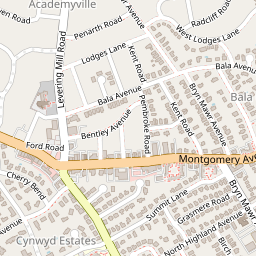 Academyville
Penarth Road
Radcliff Road
West Lodges Lane
Lodges Lane
Levering Mill Road
Kent Road
Bala Avenue
Bala Avenue
Bala
Pembroke Road
Kent Road
Bryn Mawr Avenue
Bentley Avenue
Ford Road
Montgomery Ave
Cherry Bend
Bryn Mawr
Summit Lane
Grasmere Road
Cynwyd Estates
North Highland Avenue
Birch